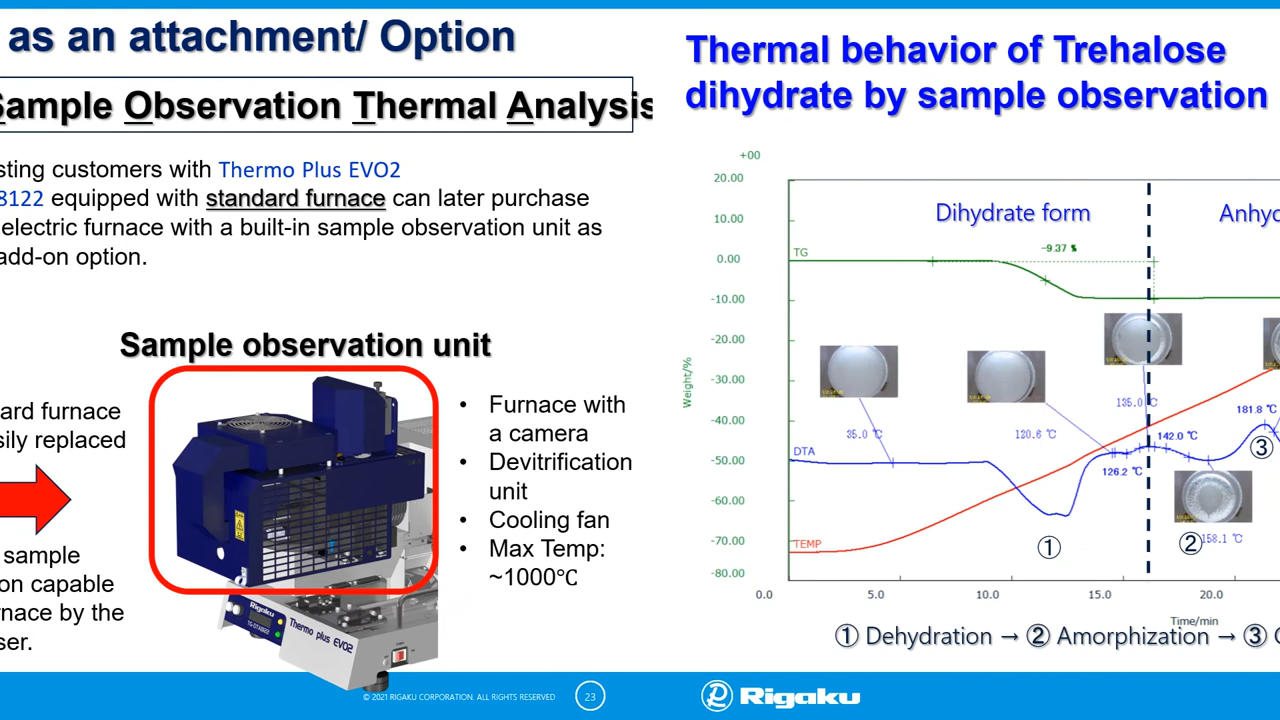 as an attachment/ Option
Sample Observation Thermal Analysis
sting customers with Thermo Plus EVO2
8122 equipped with standard furnace can later purchase
electric furnace with a built-in sample observation unit as
add-on option.
Sample observation unit
ard furnace
sily replaced
sample
on capable
rnace by the
ser.
Rigaku
TG-DTA8122
Thermo plus EVO2
• Furnace with
a camera
• Devitrification
unit
• Cooling fan
• Max Temp:
~1000℃
© 2021 RIGAKU CORPORATION. ALL RIGHTS RESERVED
23
Thermal behavior of Trehalose
dihydrate by sample observation
+00
20.00
10.00
0.00
-10.00
-20.00
-30.00
-40.00
-50.00
-60.00
-70.00
-80.00
Weight/%
Dihydrate form
Anhyd
TG
-9.37 %
35.0 ℃
120.6 ℃
135.0 ℃
126.2 ℃
142.0 ℃
181.8 ℃
158.1 ℃
DTA
TEMP
①
②
③
0.0 5.0 10.0 15.0 20.0
Time/min
① Dehydration → ② Amorphization → ③ C
Rigaku